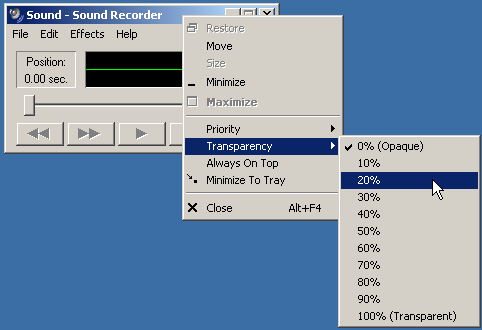 Sound - Sound Recorder
File Edit Effects Help
Position:
0.00 sec.
Restore
Move
Size
Minimize
Maximize
Priority
Transparency
Always On Top
Minimize To Tray
Close Alt+F4
0% (Opaque)
10%
20%
30%
40%
50%
60%
70%
80%
90%
100% (Transparent)